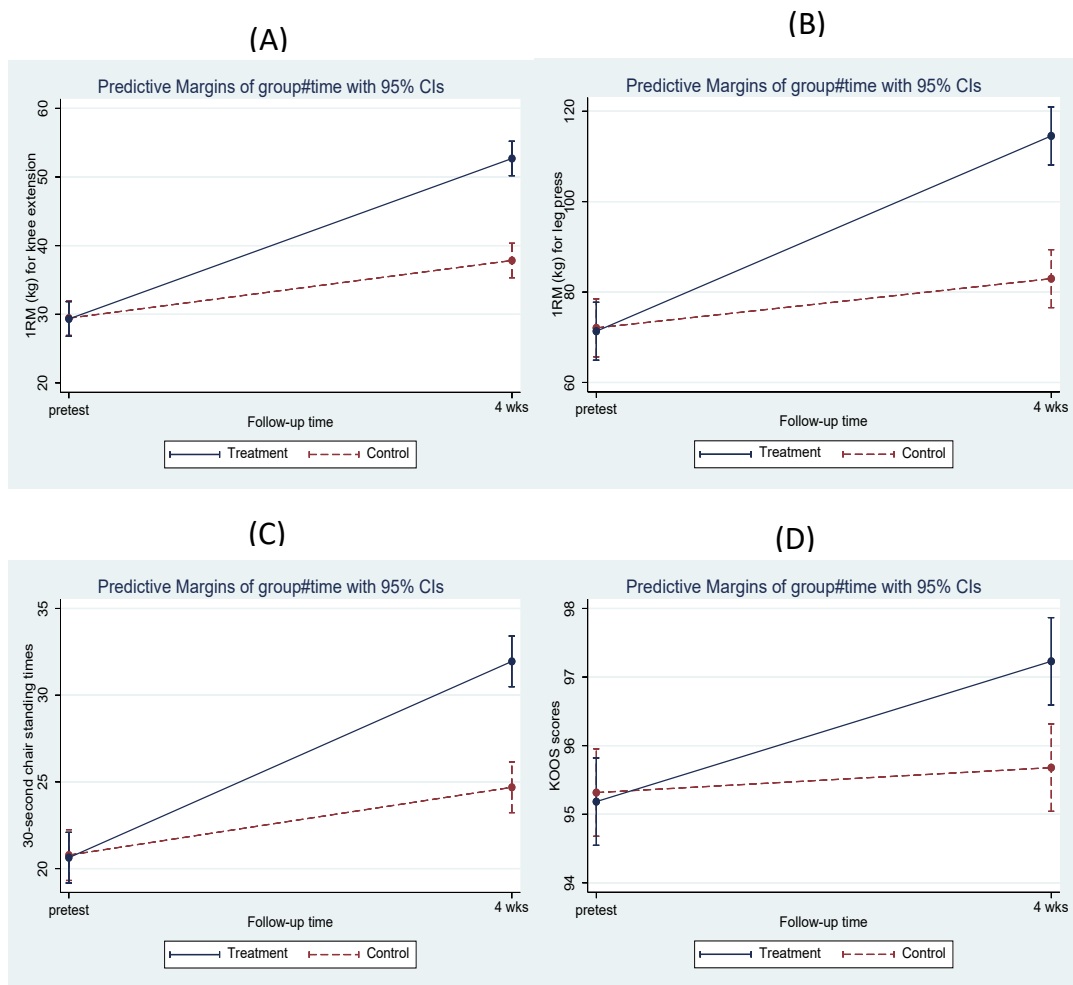 (A)
Predictive Margins of group#time with 95% CIs
1RM (kg) for knee extension
60
50
40
30
20
pretest
4 wks
Follow-up time
Treatment
Control
(B)
Predictive Margins of group#time with 95% CIs
1RM (kg) for leg press
120
100
80
60
pretest
4 wks
Follow-up time
Treatment
Control
(C)
Predictive Margins of group#time with 95% CIs
30-second chair standing times
35
30
25
20
pretest
4 wks
Follow-up time
Treatment
Control
(D)
Predictive Margins of group#time with 95% CIs
KOOS scores
98
97
96
95
94
pretest
4 wks
Follow-up time
Treatment
Control